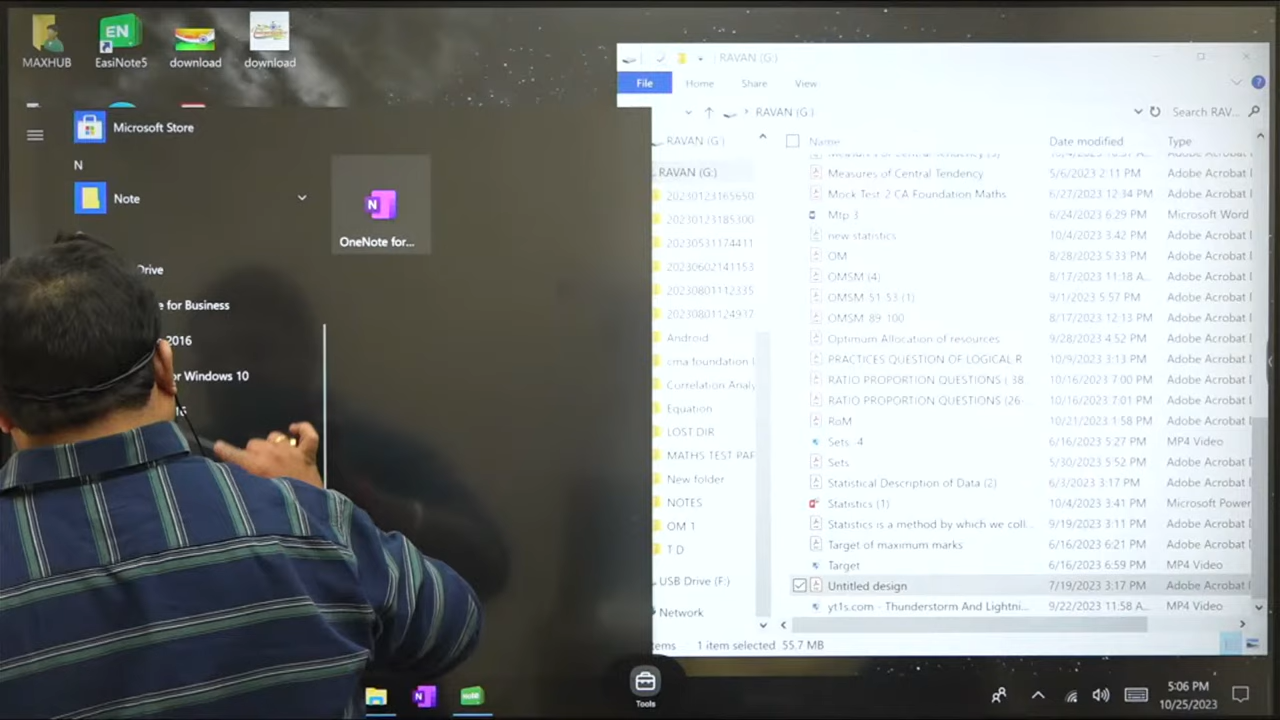 MAXHUB
EN
EasiNote5
download
download
Microsoft Store
N
Note
Drive
e for Business
2016
or Windows 10
16
N
OneNote for...
RAVAN (G:)
File
Home
Share
View
RAVAN (G:)
Search RAV...
RAVAN (G:)
RAVAN (G:)
20230123165650
20230123185300
20230531174411
20230602141153
20230801112335
20230801124937
Android
cma foundation
Correlation Analy
Equation
LOST DIR
MATHS TEST PAF
New folder
NOTES
OM 1
T D
USB Drive (F:)
Network
Name Date modified Type
Measures of Central Tendency 5/6/2023 2:11 PM Adobe Acrobat
Mock Test 2 CA Foundation Maths 6/27/2023 12:34 PM Adobe Acrobat
Mtp 3 6/24/2023 6:29 PM Microsoft Word
new statistics 10/4/2023 3:42 PM Adobe Acrobat
OM 8/28/2023 5:33 PM Adobe Acrobat
OMSM (4) 8/17/2023 11:18 A... Adobe Acrobat
OMSM 51-53 (1) 9/1/2023 5:57 PM Adobe Acrobat
OMSM 89-100 8/17/2023 12:13 PM Adobe Acrobat
Optimum Allocation of resources 9/28/2023 4:52 PM Adobe Acrobat
PRACTICES QUESTION OF LOGICAL R 10/9/2023 3:13 PM Adobe Acrobat
RATIO PROPORTION QUESTIONS ( 38 10/16/2023 7:00 PM Adobe Acrobat
RATIO PROPORTION QUESTIONS (26- 10/16/2023 7:01 PM Adobe Acrobat
RoM 10/21/2023 1:58 PM Adobe Acrobat
Sets. 4 6/16/2023 5:27 PM MP4 Video
Sets 5/30/2023 5:52 PM Adobe Acrobat
Statistical Description of Data (2) 6/3/2023 3:17 PM Adobe Acrobat
Statistics (1) 10/4/2023 3:41 PM Microsoft Power
Statistics is a method by which we coll... 9/19/2023 3:11 PM Adobe Acrobat
Target of maximum marks 6/16/2023 6:21 PM Adobe Acrobat
Target 6/16/2023 6:59 PM MP4 Video
Untitled design 7/19/2023 3:17 PM Adobe Acrobat
yt1s.com - Thunderstorm And Lightni... 9/22/2023 11:58 A... MP4 Video
tems 1 item selected 55.7 MB
Tools
5:06 PM
10/25/2023